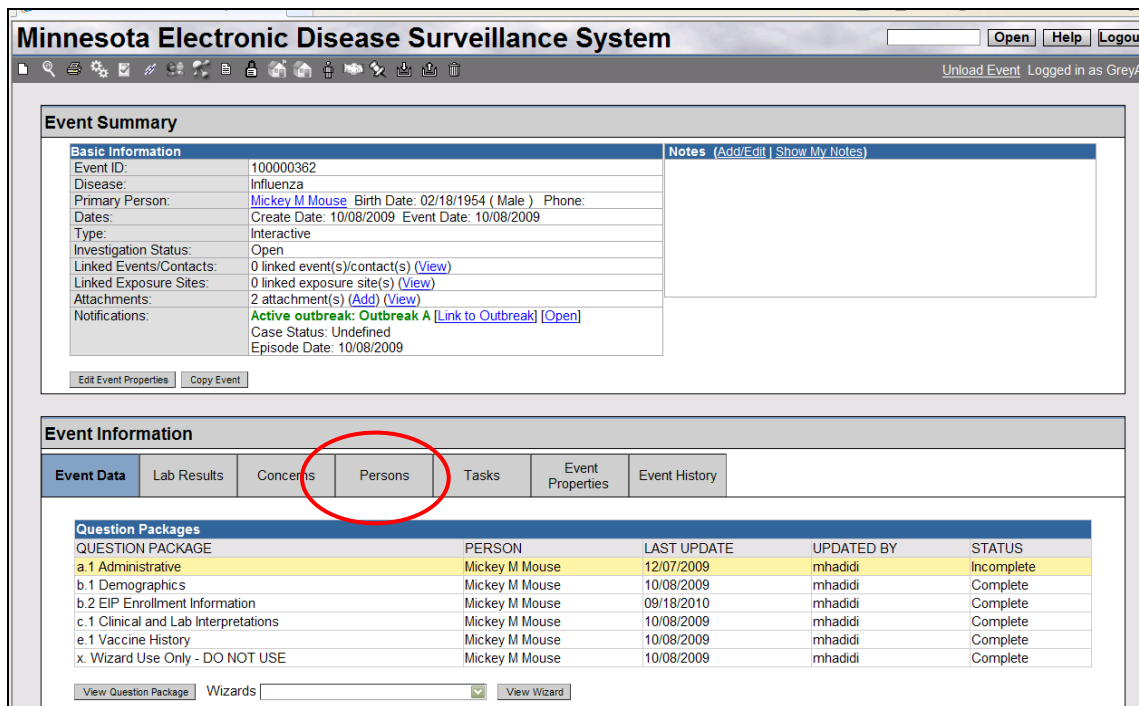 Minnesota Electronic Disease Surveillance System
Open Help Logou
Unload Event Logged in as GreyA
Event Summary
Basic Information
Notes (Add/Edit | Show My Notes)
Event ID: 100000362
Disease: Influenza
Primary Person: Mickey M Mouse Birth Date: 02/18/1954 ( Male ) Phone:
Dates: Create Date: 10/08/2009 Event Date: 10/08/2009
Type: Interactive
Investigation Status: Open
Linked Events/Contacts: 0 linked event(s)/contact(s) (View)
Linked Exposure Sites: 0 linked exposure site(s) (View)
Attachments: 2 attachment(s) (Add) (View)
Notifications: Active outbreak: Outbreak A [Link to Outbreak] [Open]
Case Status: Undefined
Episode Date: 10/08/2009
Edit Event Properties Copy Event
Event Information
Event Data Lab Results Concerns Persons Tasks Event Properties Event History
Question Packages
QUESTION PACKAGE PERSON LAST UPDATE UPDATED BY STATUS
a.1 Administrative Mickey M Mouse 12/07/2009 mhadidi Incomplete
b.1 Demographics Mickey M Mouse 10/08/2009 mhadidi Complete
b.2 EIP Enrollment Information Mickey M Mouse 09/18/2010 mhadidi Complete
c.1 Clinical and Lab Interpretations Mickey M Mouse 10/08/2009 mhadidi Complete
e.1 Vaccine History Mickey M Mouse 10/08/2009 mhadidi Complete
x. Wizard Use Only - DO NOT USE Mickey M Mouse 10/08/2009 mhadidi Complete
View Question Package Wizards View Wizard